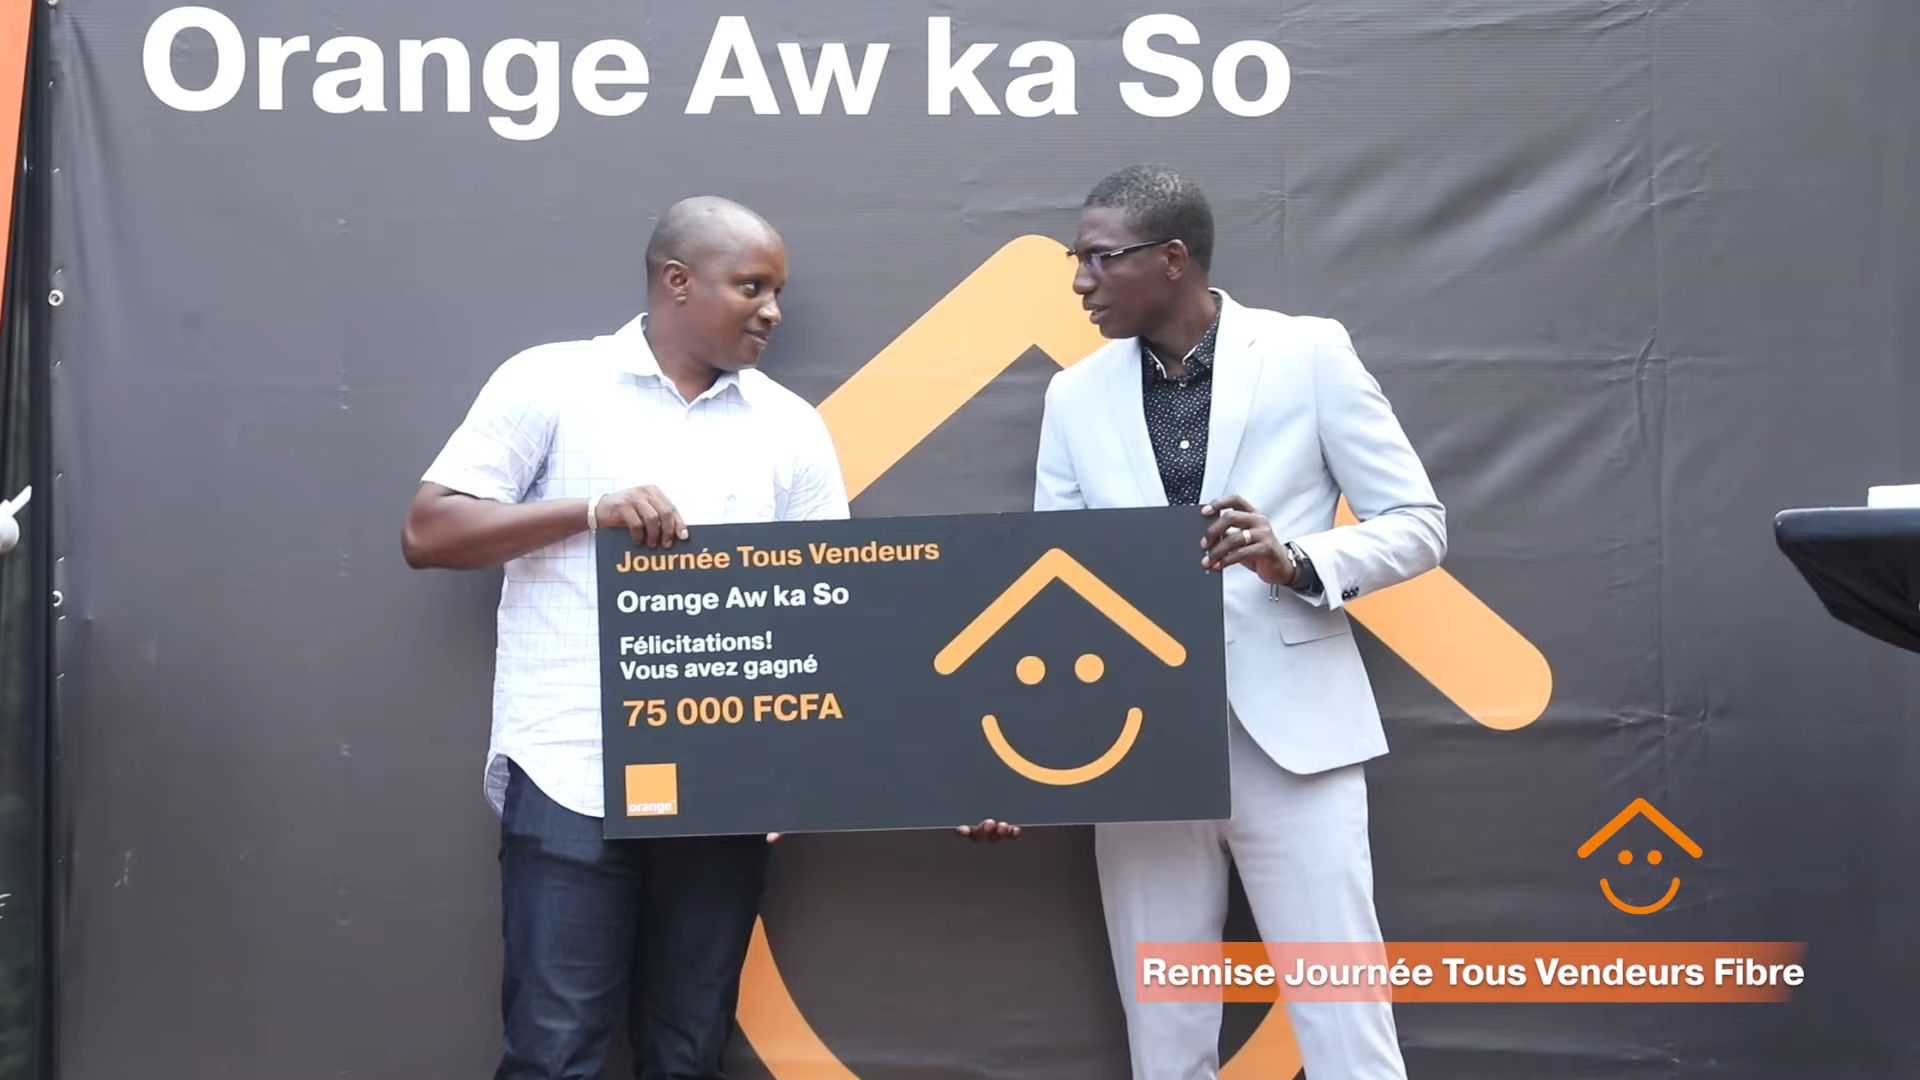 Orange Aw ka So
Journée Tous Vendeurs
Orange Aw ka So
Félicitations!
Vous avez gagné
75 000 FCFA
orange
Remise Journée Tous Vendeurs Fibre